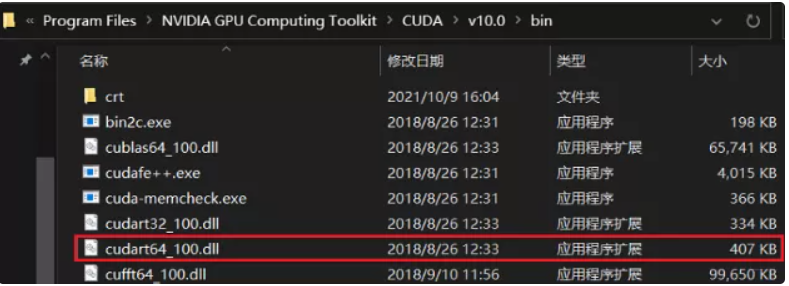 « Program Files › NVIDIA GPU Computing Toolkit › CUDA › v10.0 › bin
名称 修改日期 类型 大小
crt 2021/10/9 16:04 文件夹
bin2c.exe 2018/8/26 12:31 应用程序 198 KB
cublas64_100.dll 2018/8/26 12:33 应用程序扩展 65,741 KB
cudafe++.exe 2018/8/26 12:31 应用程序 4,015 KB
cuda-memcheck.exe 2018/8/26 12:31 应用程序 366 KB
cudart32_100.dll 2018/8/26 12:33 应用程序扩展 334 KB
cudart64_100.dll 2018/8/26 12:33 应用程序扩展 407 KB
cufft64_100.dll 2018/9/10 11:56 应用程序扩展 99,650 KB